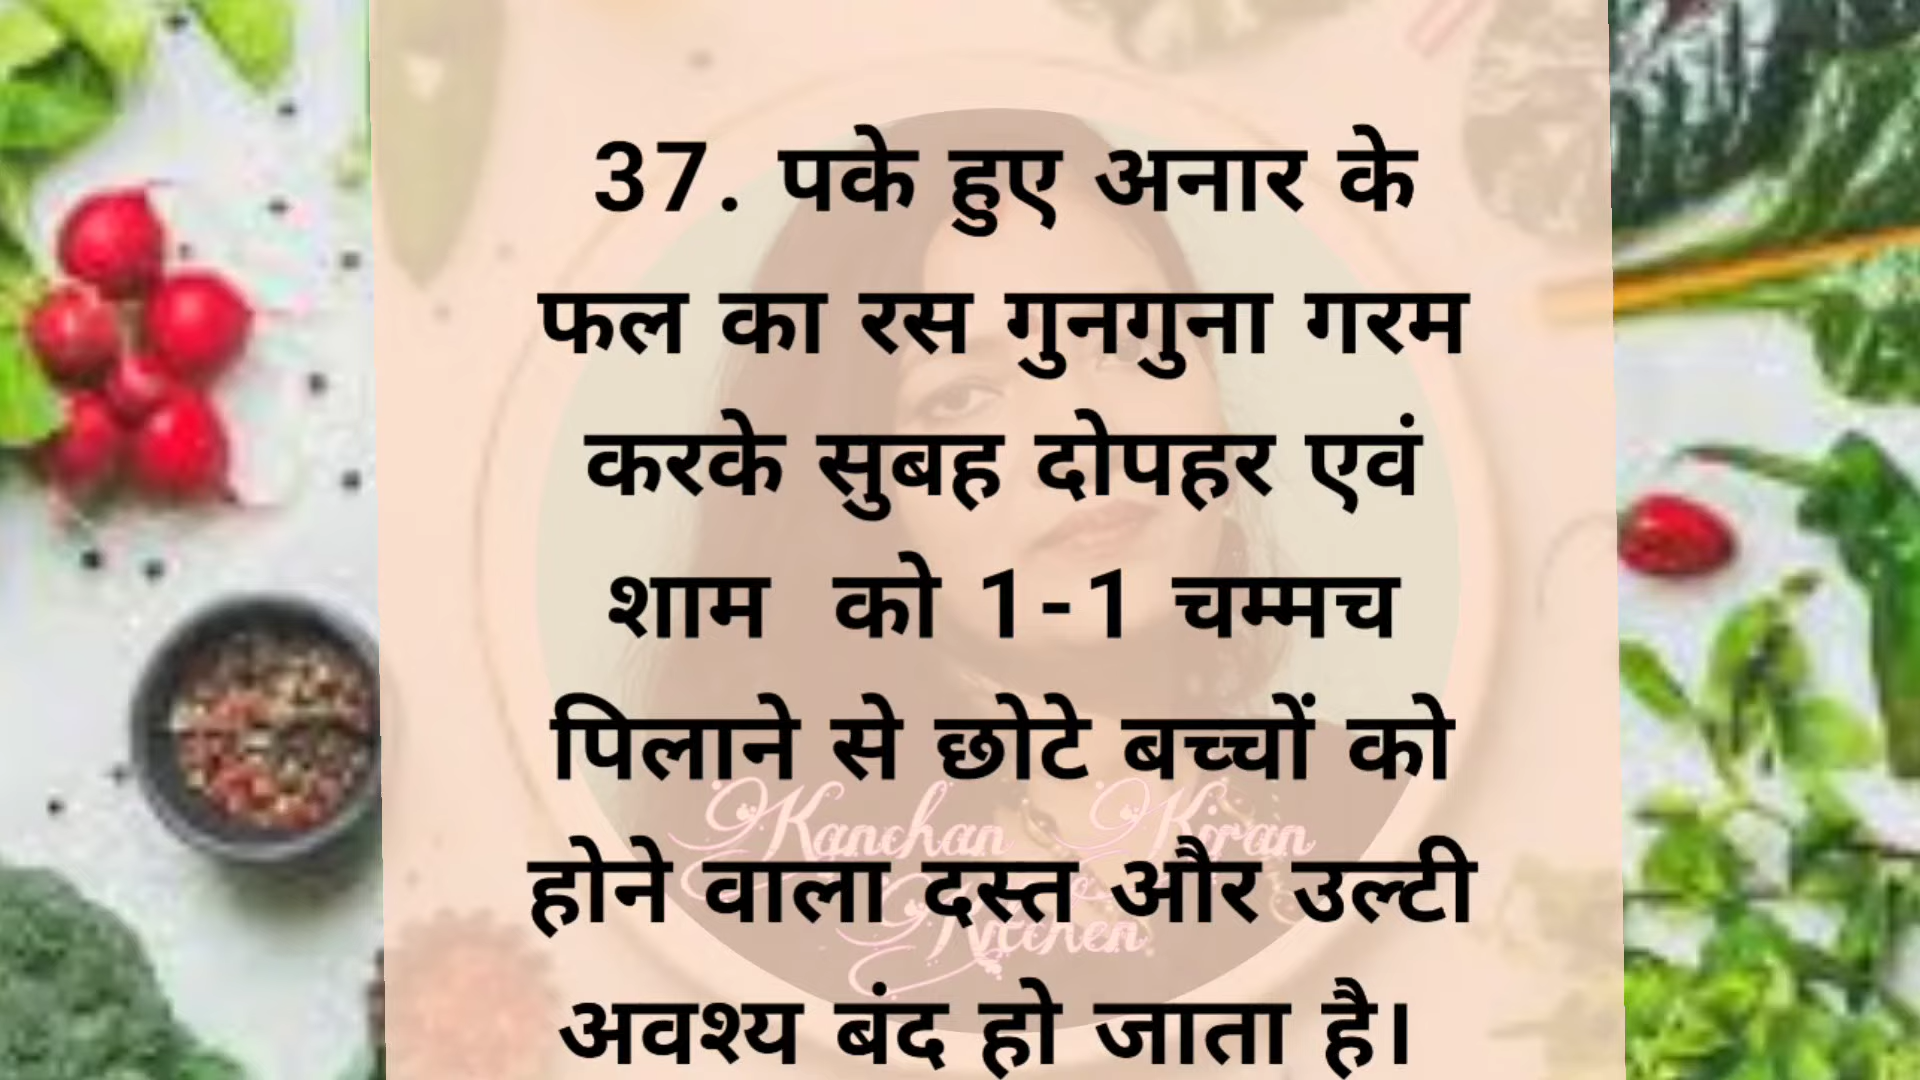 37. पके हुए अनार के
फल का रस गुनगुना गरम
करके सुबह दोपहर एवं
शाम को 1-1 चम्मच
पिलाने से छोटे बच्चों को
Kanchan Kiran
होने वाला दस्त और उल्टी
Kitchen
अवश्य बंद हो जाता है।